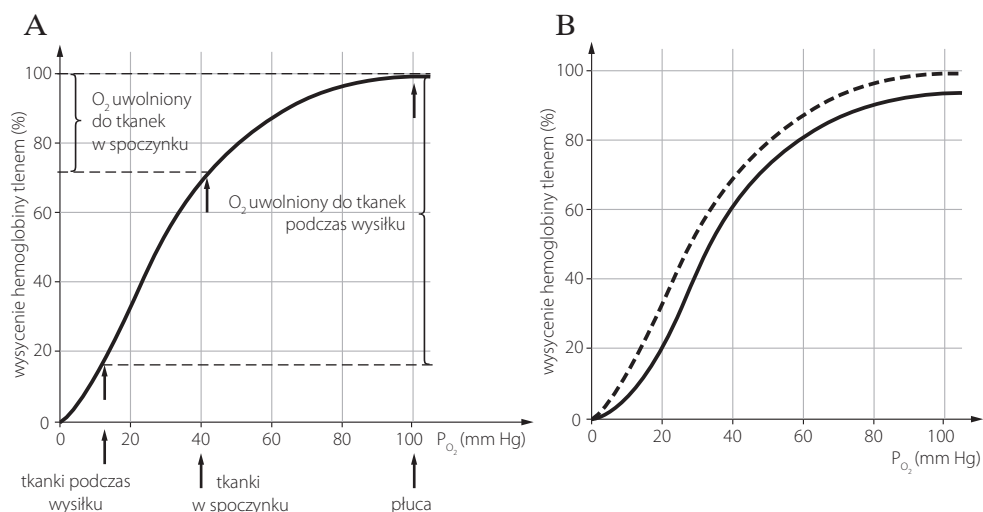 A
wysycenie hemoglobiny tlenem (%)
100
80
60
40
20
0
O₂ uwolniony
do tkanek
w spoczynku
O₂ uwolniony do tkanek
podczas wysiłku
0 20 40 60 80 100 P_O₂ (mm Hg)
tkanki podczas
wysiłku
tkanki
w spoczynku
płuca
B
wysycenie hemoglobiny tlenem (%)
100
80
60
40
20
0
0 20 40 60 80 100
P_O₂ (mm Hg)